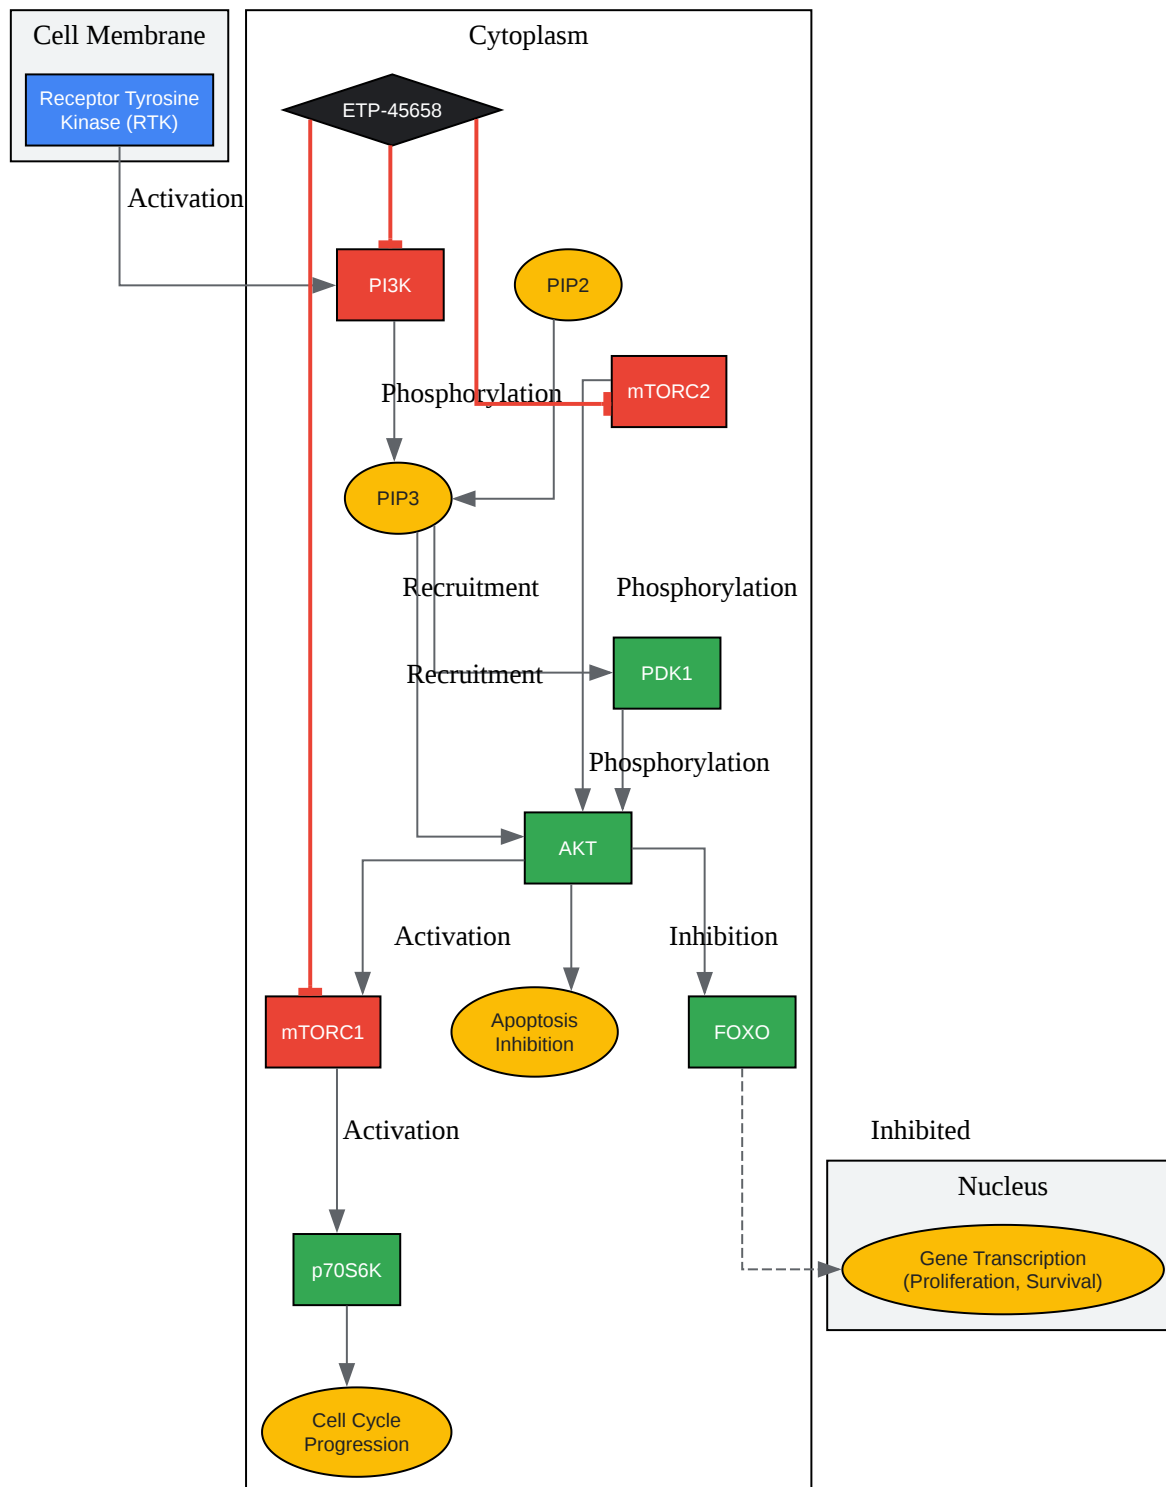 Cell Membrane
Cytoplasm
Receptor Tyrosine
Kinase (RTK)
ETP-45658
Activation
PI3K
PIP2
Phosphorylation
mTORC2
PIP3
Recruitment
Phosphorylation
Recruitment
PDK1
Phosphorylation
AKT
Activation
Inhibition
mTORC1
Apoptosis
Inhibition
FOXO
Activation
Inhibited
Nucleus
p70S6K
Gene Transcription
(Proliferation, Survival)
Cell Cycle
Progression